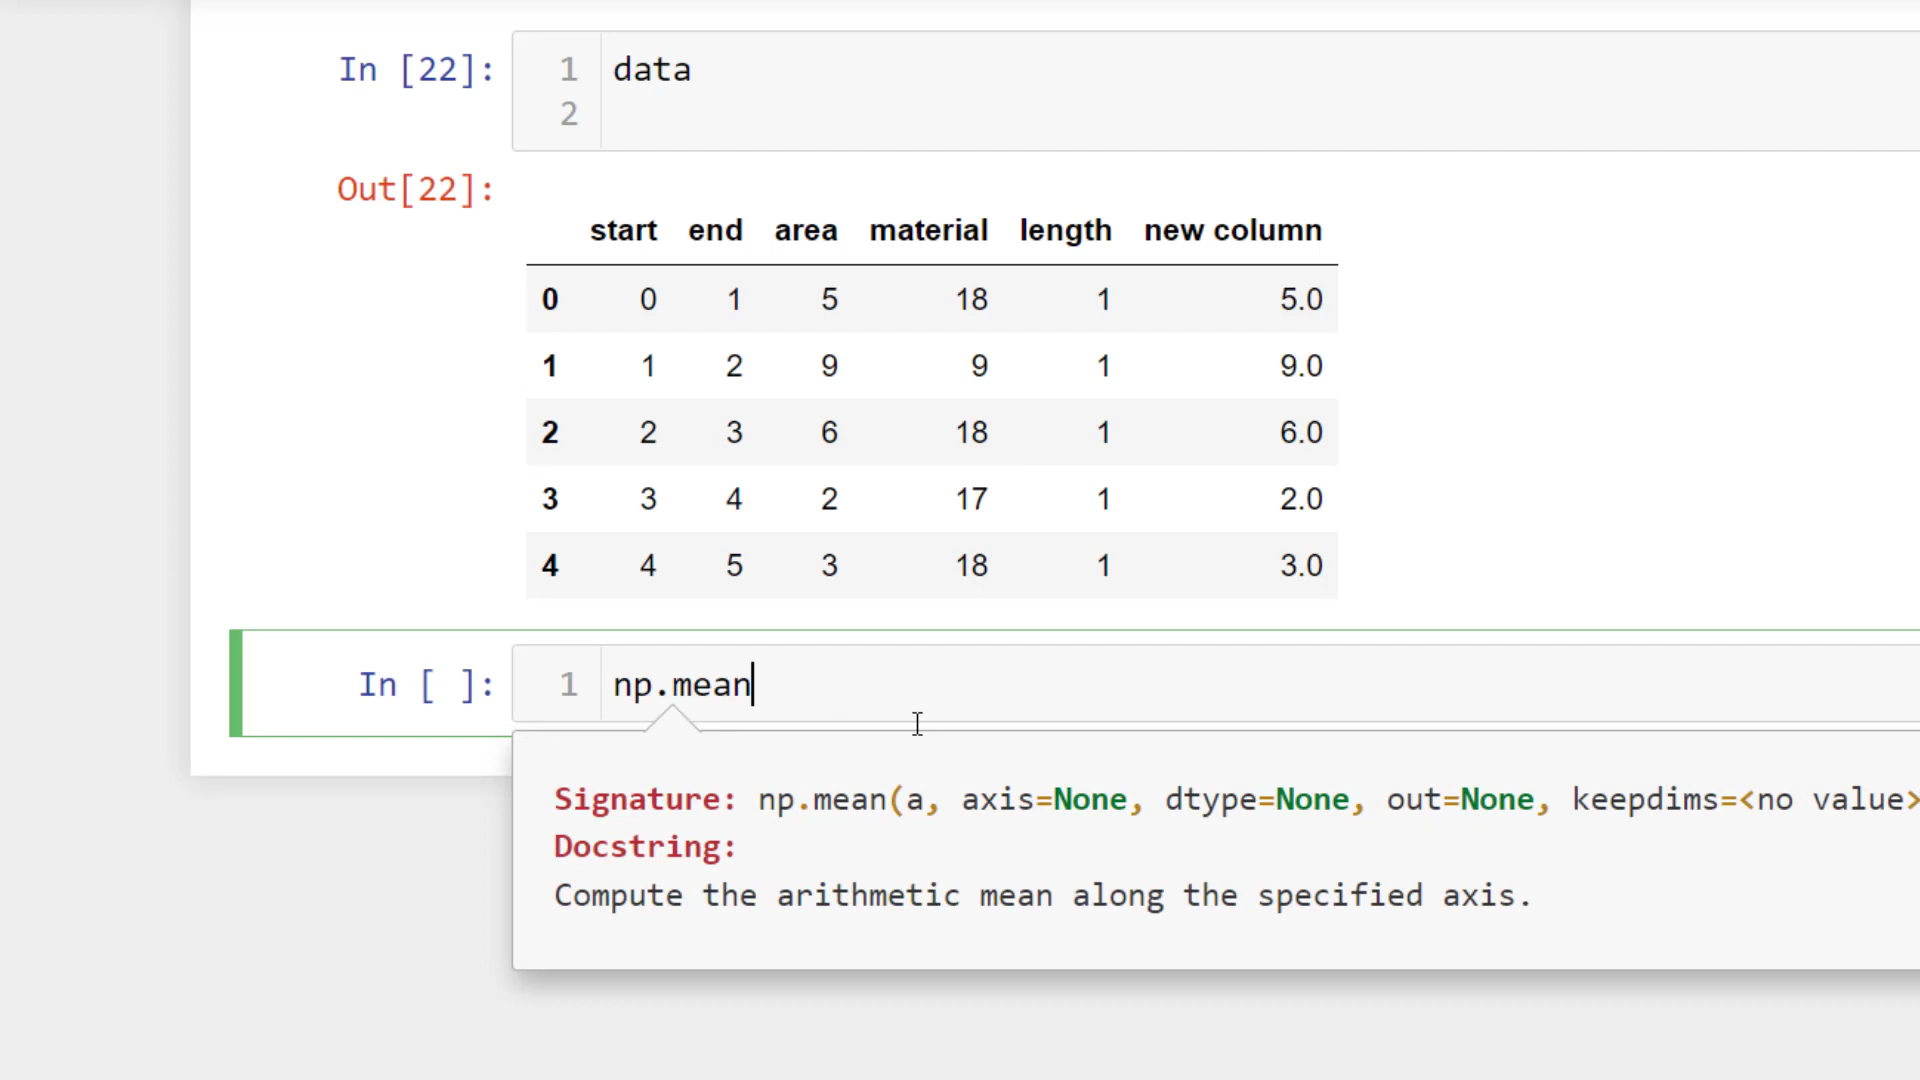 In [22]: 1 data
2
Out[22]:
start end area material length new column
0 0 1 5 18 1 5.0
1 1 2 9 9 1 9.0
2 2 3 6 18 1 6.0
3 3 4 2 17 1 2.0
4 4 5 3 18 1 3.0
In [ ]: 1 np.mean
Signature: np.mean(a, axis=None, dtype=None, out=None, keepdims=<no value>
Docstring:
Compute the arithmetic mean along the specified axis.